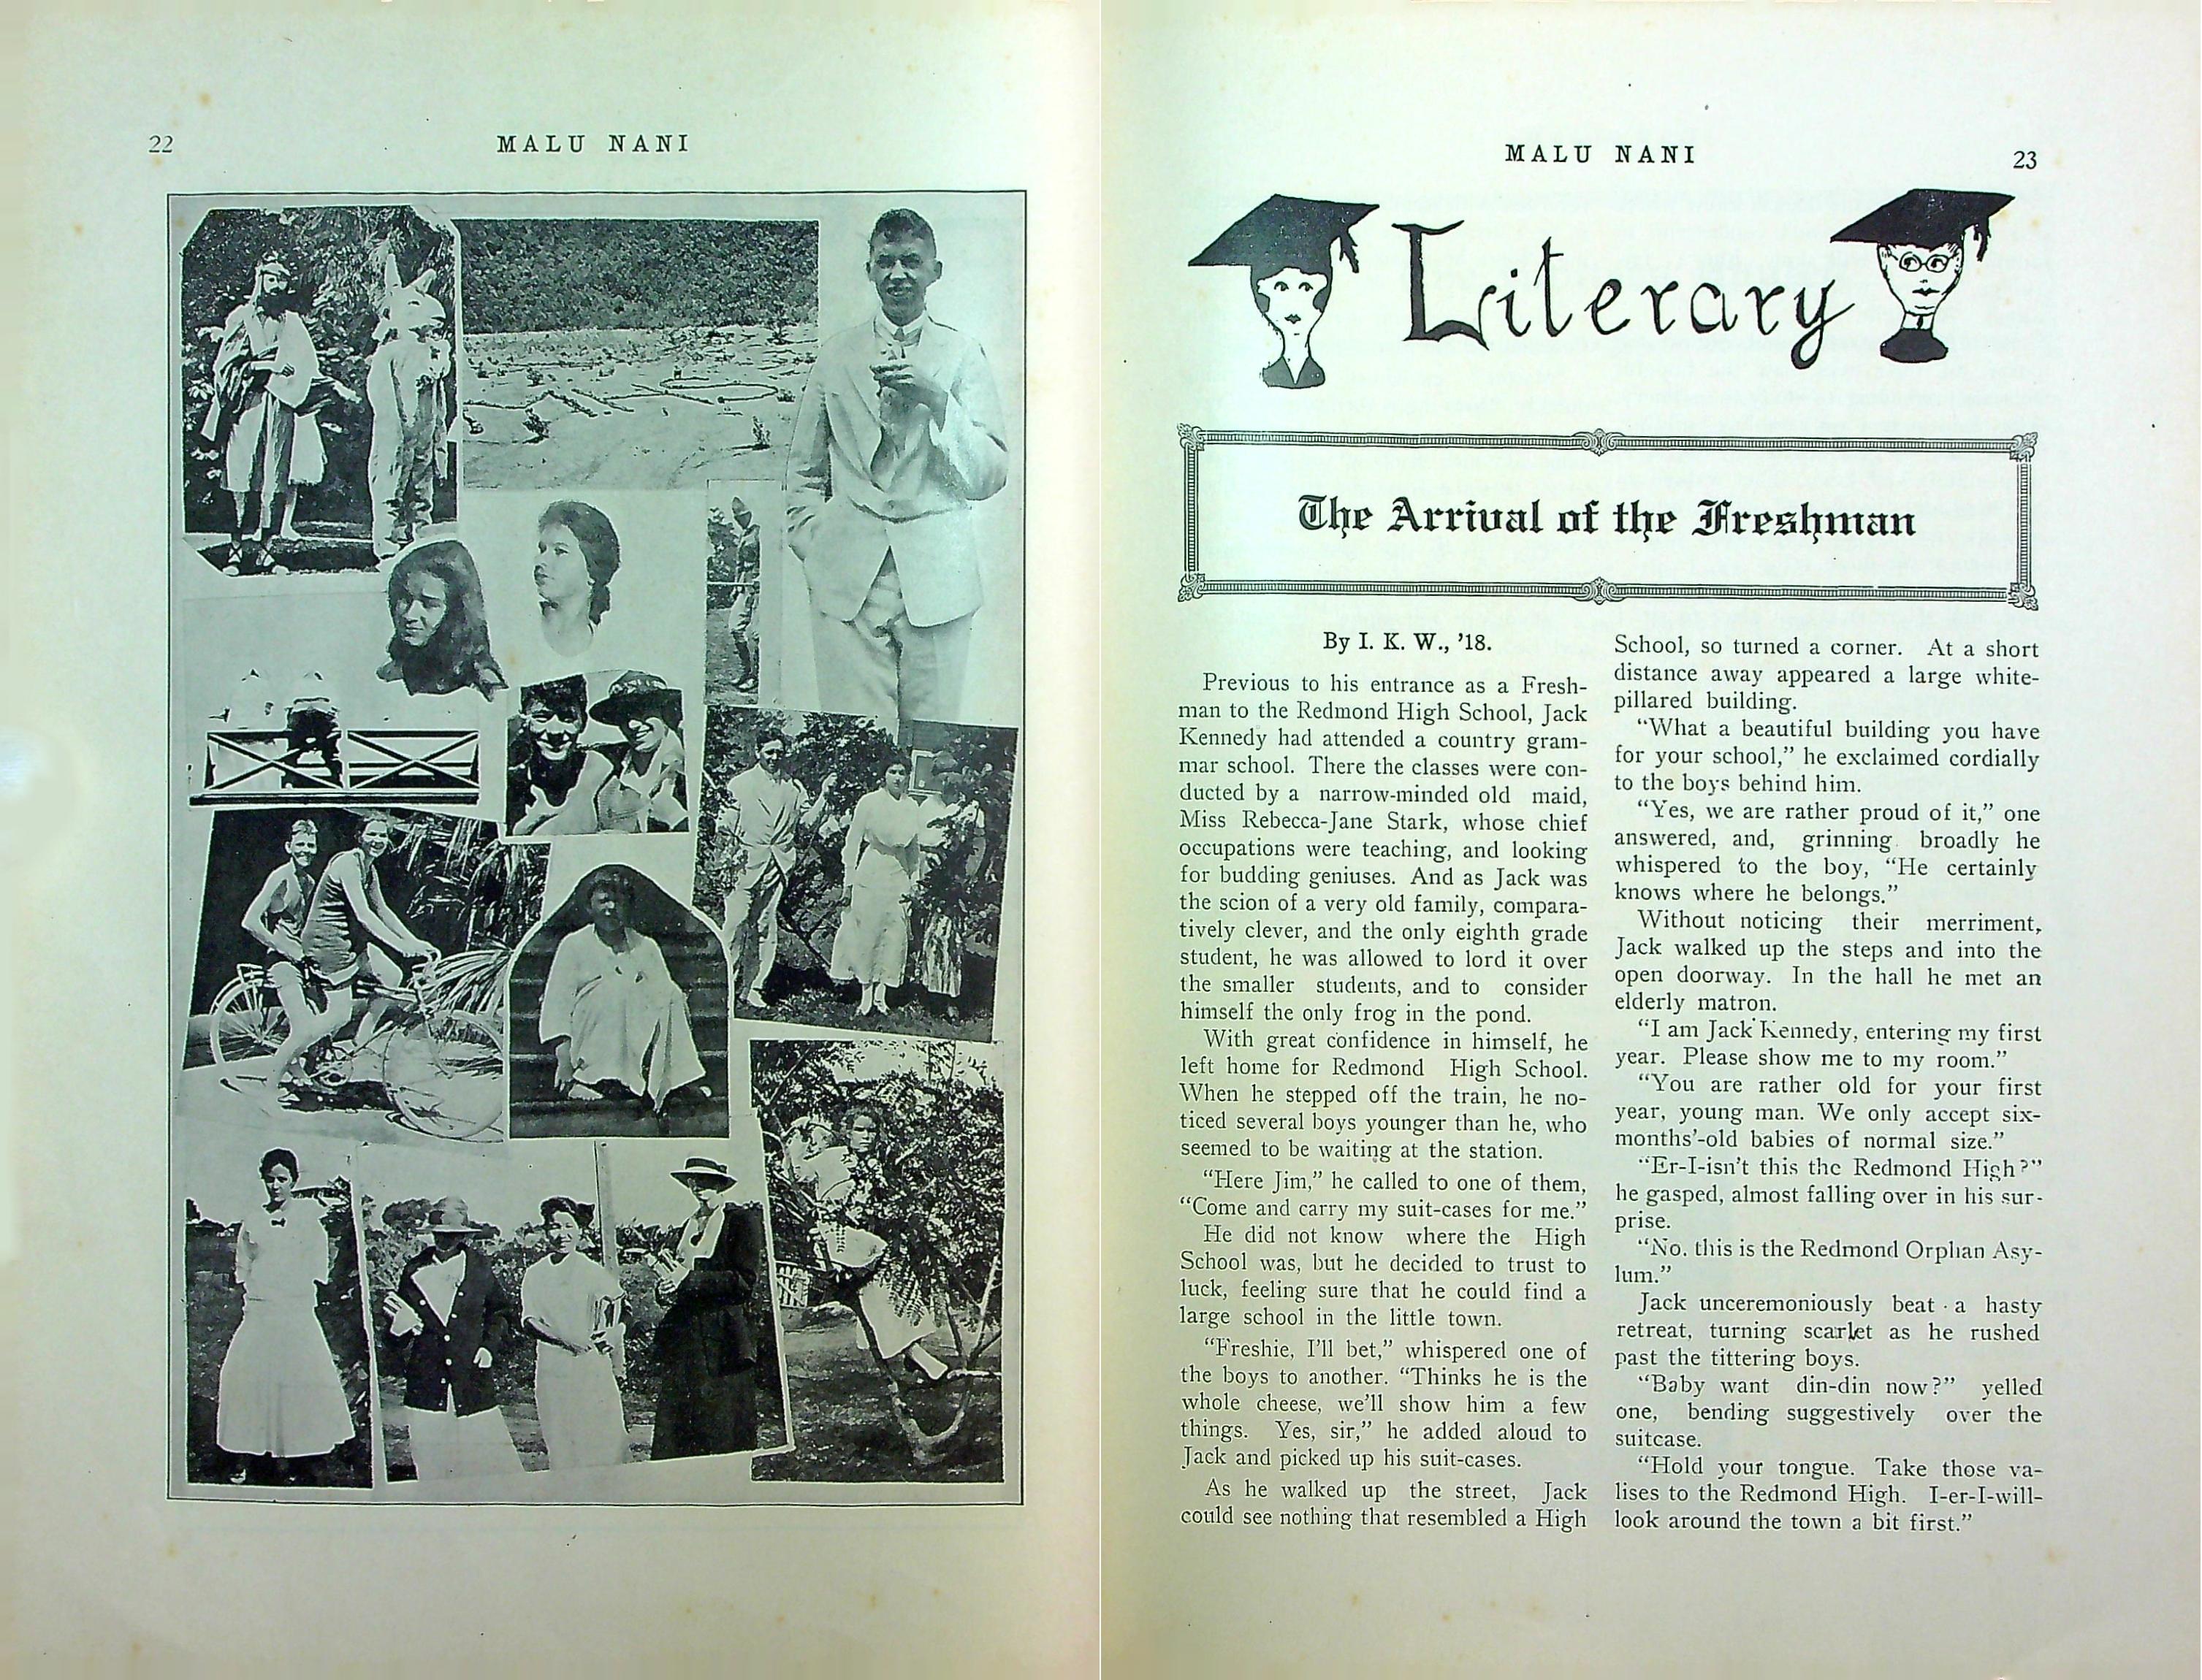 22
MALU NANI
MALU NANI
23
Literary
The Arrival of the Freshman
By I. K. W., '18.
Previous to his entrance as a Fresh-
man to the Redmond High School, Jack
Kennedy had attended a country gram-
mar school. There the classes were con-
ducted by a narrow-minded old maid,
Miss Rebecca-Jane Stark, whose chief
occupations were teaching, and looking
for budding geniuses. And as Jack was
the scion of a very old family, compara-
tively clever, and the only eighth grade
student, he was allowed to lord it over
the smaller students, and to consider
himself the only frog in the pond.
With great confidence in himself, he
left home for Redmond High School.
When he stepped off the train, he no-
ticed several boys younger than he, who
seemed to be waiting at the station.
"Here Jim," he called to one of them,
"Come and carry my suit-cases for me."
He did not know where the High
School was, but he decided to trust to
luck, feeling sure that he could find a
large school in the little town.
"Freshie, I'll bet," whispered one of
the boys to another. "Thinks he is the
whole cheese, we'll show him a few
things. Yes, sir," he added aloud to
Jack and picked up his suit-cases.
As he walked up the street, Jack
could see nothing that resembled a High
School, so turned a corner. At a short
distance away appeared a large white-
pillared building.
"What a beautiful building you have
for your school," he exclaimed cordially
to the boys behind him.
"Yes, we are rather proud of it," one
answered, and, grinning broadly he
whispered to the boy, "He certainly
knows where he belongs."
Without noticing their merriment,
Jack walked up the steps and into the
open doorway. In the hall he met an
elderly matron.
"I am Jack Kennedy, entering my first
year. Please show me to my room."
"You are rather old for your first
year, young man. We only accept six-
months'-old babies of normal size."
"Er-I-isn't this the Redmond High?"
he gasped, almost falling over in his sur-
prise.
"No. this is the Redmond Orphan Asy-
lum."
Jack unceremoniously beat a hasty
retreat, turning scarlet as he rushed
past the tittering boys.
"Baby want din-din now?" yelled
one, bending suggestively over the
suitcase.
"Hold your tongue. Take those va-
lises to the Redmond High. I-er-I-will-
look around the town a bit first."